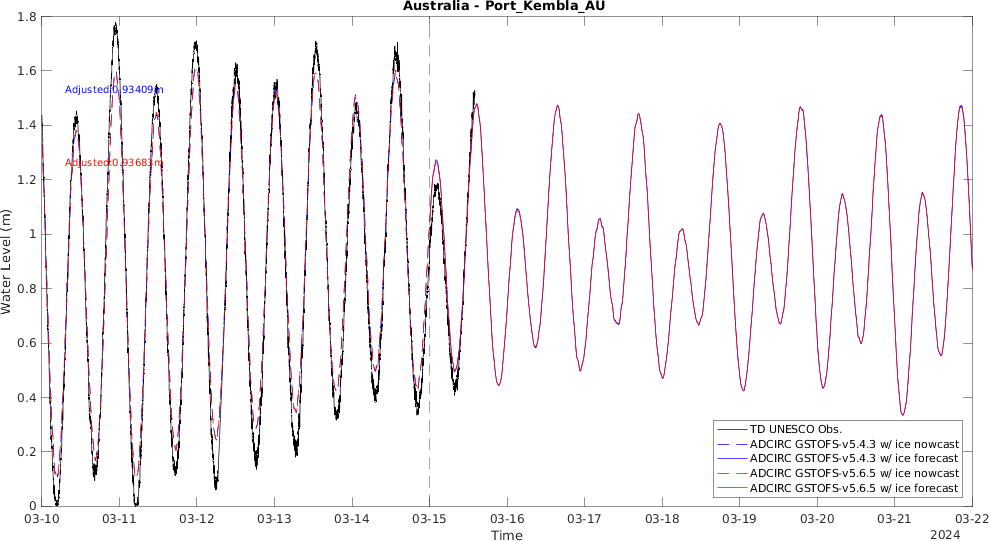 Australia - Port_Kembla_AU
1.8
1.6
1.4
1.2
1
0.8
0.6
0.4
0.2
0
Water Level (m)
Adjusted:0.93409m
Adjusted:0.93683m
TD UNESCO Obs.
ADCIRC GSTOFS-v5.4.3 w/ ice nowcast
ADCIRC GSTOFS-v5.4.3 w/ ice forecast
ADCIRC GSTOFS-v5.6.5 w/ ice nowcast
ADCIRC GSTOFS-v5.6.5 w/ ice forecast
03-10 03-11 03-12 03-13 03-14 03-15 03-16 03-17 03-18 03-19 03-20 03-21 03-22
Time
2024